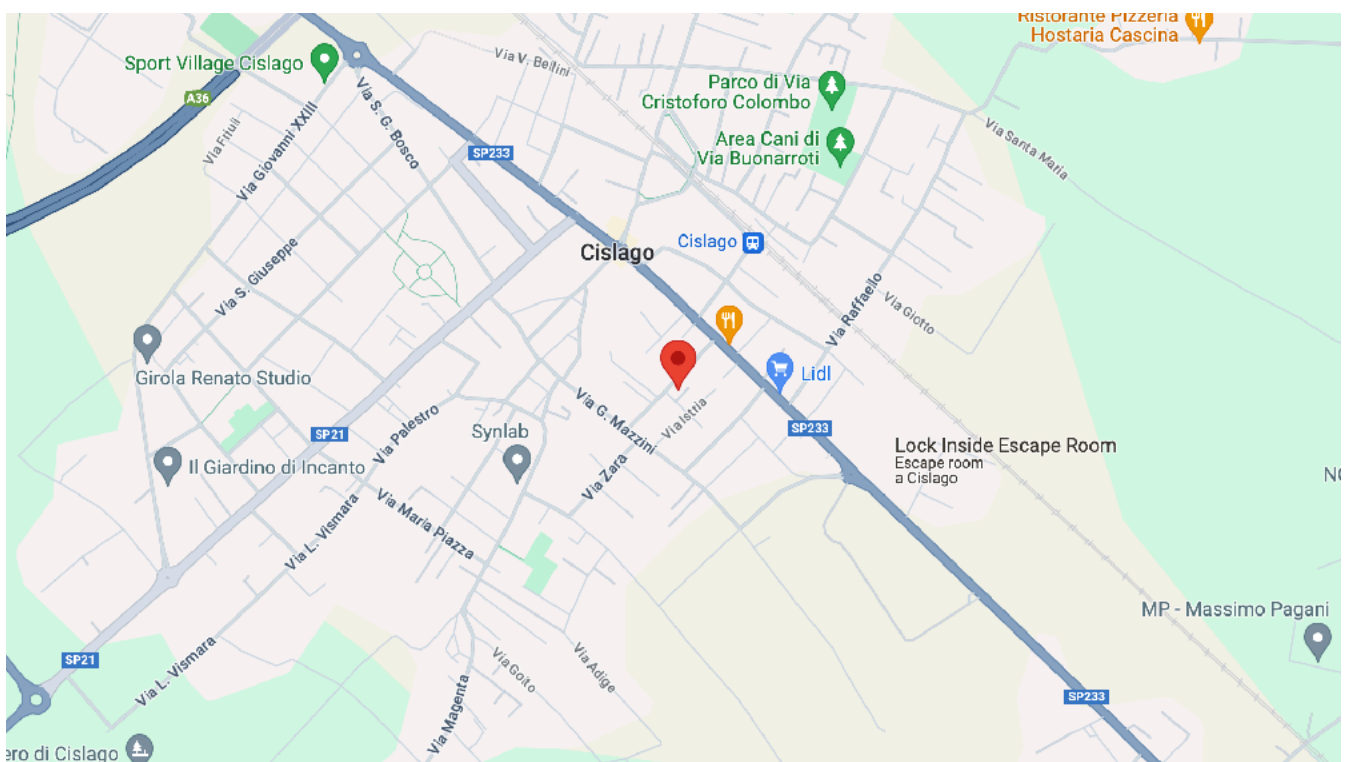 Ristorante Pizzeria
Hostaria Cascina
Sport Village Cislago
Via V. Bellini
Parco di Via
Cristoforo Colombo
A36
Via Friuli
Via Giovanni XXIII
Via S. G. Bosco
SP233
Area Cani di
Via Buonarroti
Via Santa Maria
Cislago
Cislago
Via S. Giuseppe
Via Raffaello
Via Giotto
Girola Renato Studio
Lidl
Via Istria
Via G. Mazzini
Via Palestro
SP21
Synlab
SP233
Lock Inside Escape Room
Escape room
a Cislago
Il Giardino di Incanto
Via Zara
Via L. Vismara
Via Maria Piazza
MP - Massimo Pagani
SP21
Via L. Vismara
Via Goito
Via Adige
SP233
Via Magenta
ero di Cislago